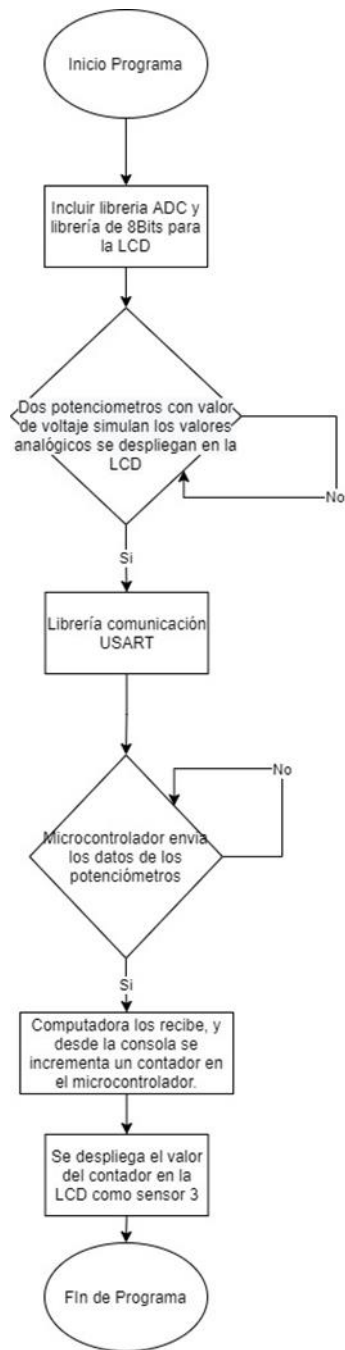 Inicio Programa
Incluir libreria ADC y
librería de 8Bits para
la LCD
Dos potenciometros con valor
de voltaje simulan los valores
analógicos se despliegan en la
LCD
No
Si
Librería comunicación
USART
No
Microcontrolador envia
los datos de los
potenciómetros
Si
Computadora los recibe, y
desde la consola se
incrementa un contador en
el microcontrolador.
Se despliega el valor
del contador en la
LCD como sensor 3
FIn de Programa